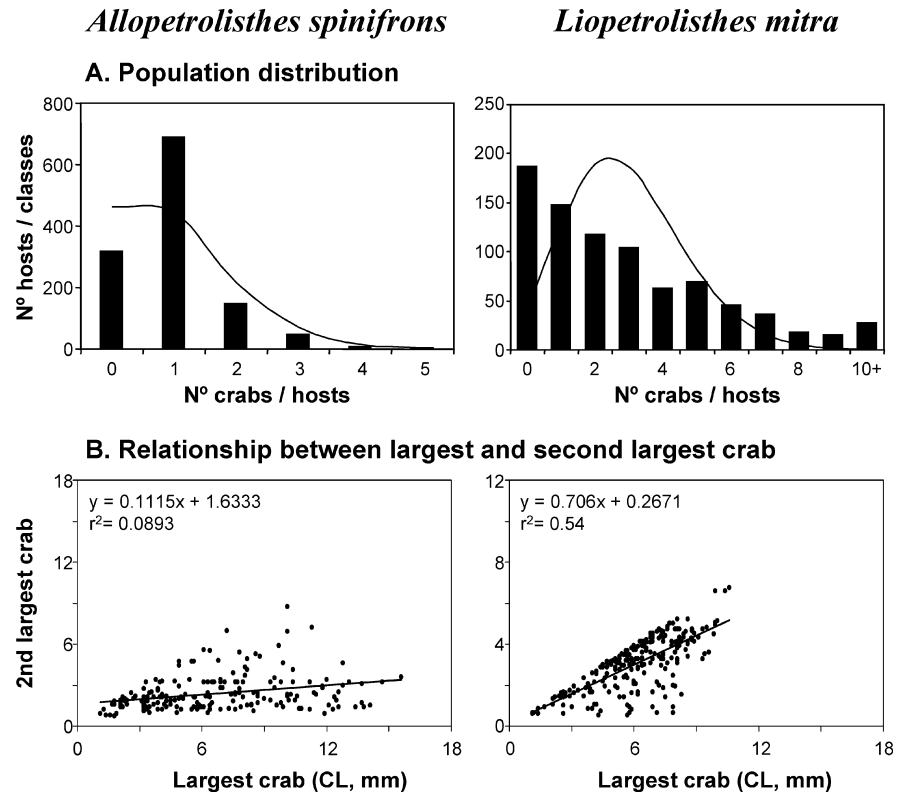 Allopetrolisthes spinifrons
Liopetrolisthes mitra
A. Population distribution
Nº hosts / classes
800
600
400
200
0
0 1 2 3 4 5
Nº crabs / hosts
250
200
150
100
50
0
0 2 4 6 8 10+
Nº crabs / hosts
B. Relationship between largest and second largest crab
2nd largest crab
18
12
6
0
y = 0.1115x + 1.6333
r²= 0.0893
0 6 12 18
Largest crab (CL, mm)
12
8
4
0
y = 0.706x + 0.2671
r²= 0.54
0 6 12 18
Largest crab (CL, mm)